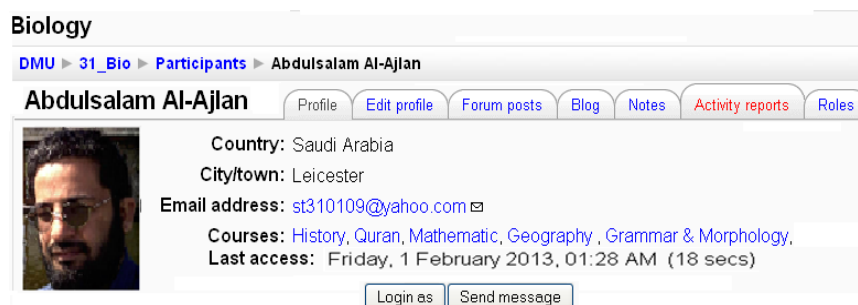 Biology
DMU ► 31_Bio ► Participants ► Abdulsalam Al-Ajlan
Abdulsalam Al-Ajlan Profile Edit profile Forum posts Blog Notes Activity reports Roles
Country: Saudi Arabia
City/town: Leicester
Email address: st310109@yahoo.com
Courses: History, Quran, Mathematic, Geography , Grammar & Morphology,
Last access: Friday, 1 February 2013, 01:28 AM (18 secs)
Login as Send message